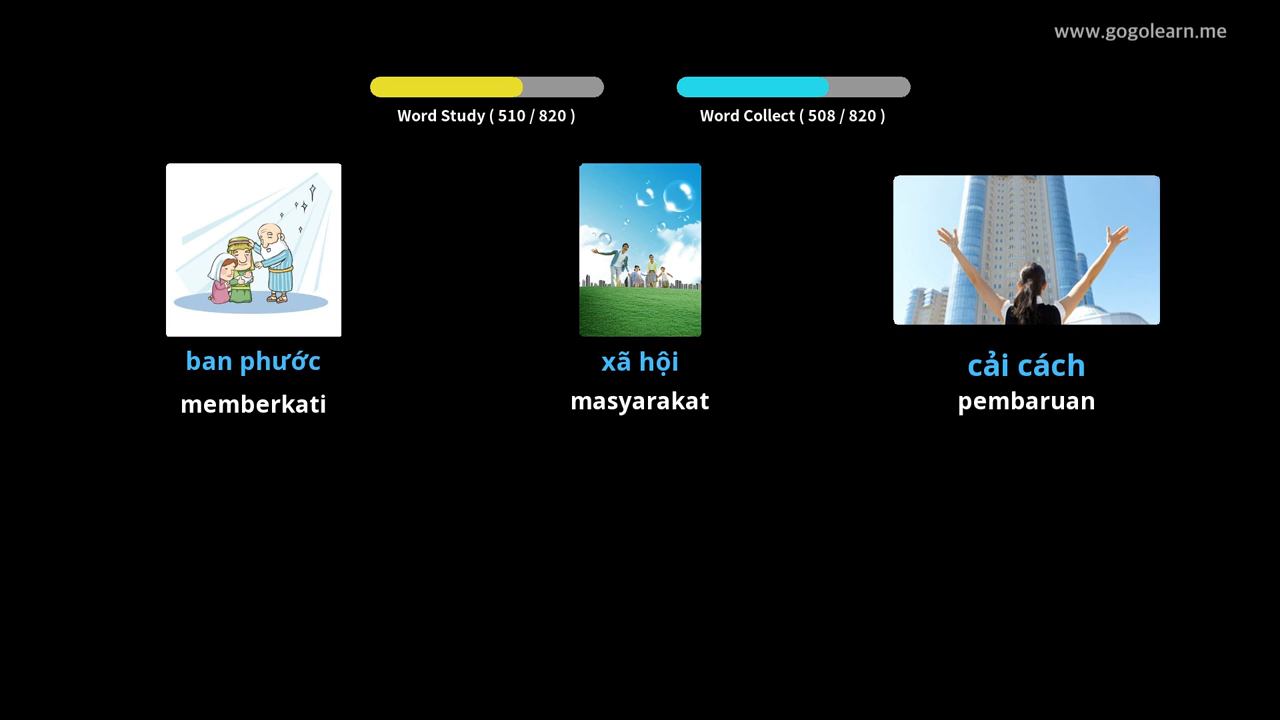 www.gogolearn.me
Word Study ( 510 / 820 )
Word Collect ( 508 / 820 )
ban phước
memberkati
xã hội
masyarakat
cải cách
pembaruan